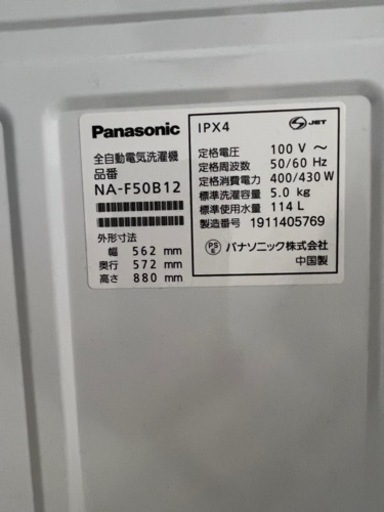 Panasonic
全自動電気洗濯機
品番
NA-F50B12
外形寸法
幅 562 mm
奥行 572 mm
高さ 880 mm
IPX4
S JET
定格電圧 100 V ～
定格周波数 50/60 Hz
定格消費電力 400/430 W
標準洗濯容量 5.0 kg
標準使用水量 114 L
製造番号 1911405769
PS E パナソニック株式会社
中国製